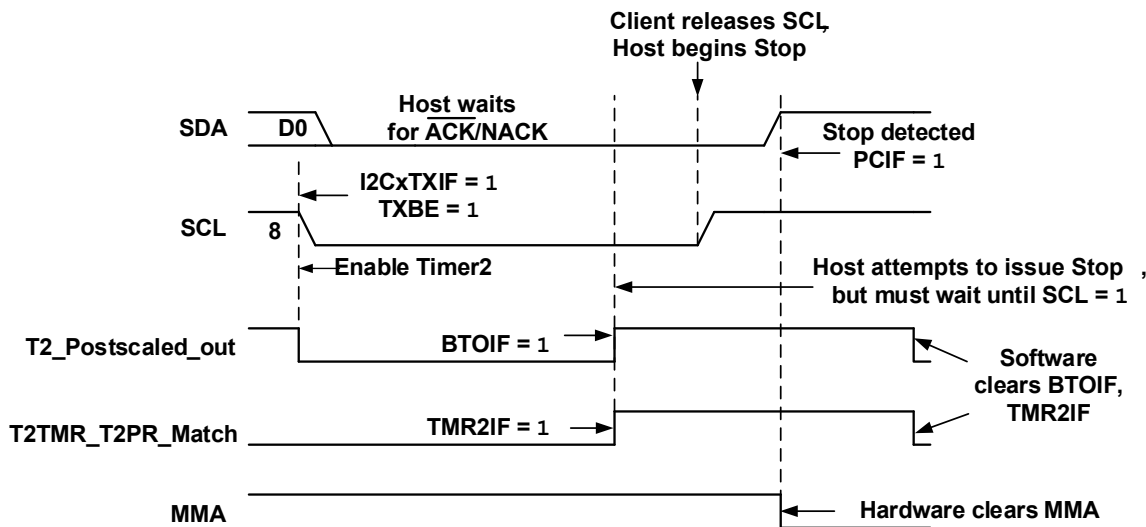 Client releases SCL,
Host begins Stop
SDA
D0
Host waits
for ACK/NACK
Stop detected
PCIF = 1
I2CxTXIF = 1
TXBE = 1
SCL
8
Enable Timer2
Host attempts to issue Stop ,
but must wait until SCL = 1
T2_Postscaled_out
BTOIF = 1
Software
clears BTOIF,
TMR2IF
T2TMR_T2PR_Match
TMR2IF = 1
MMA
Hardware clears MMA